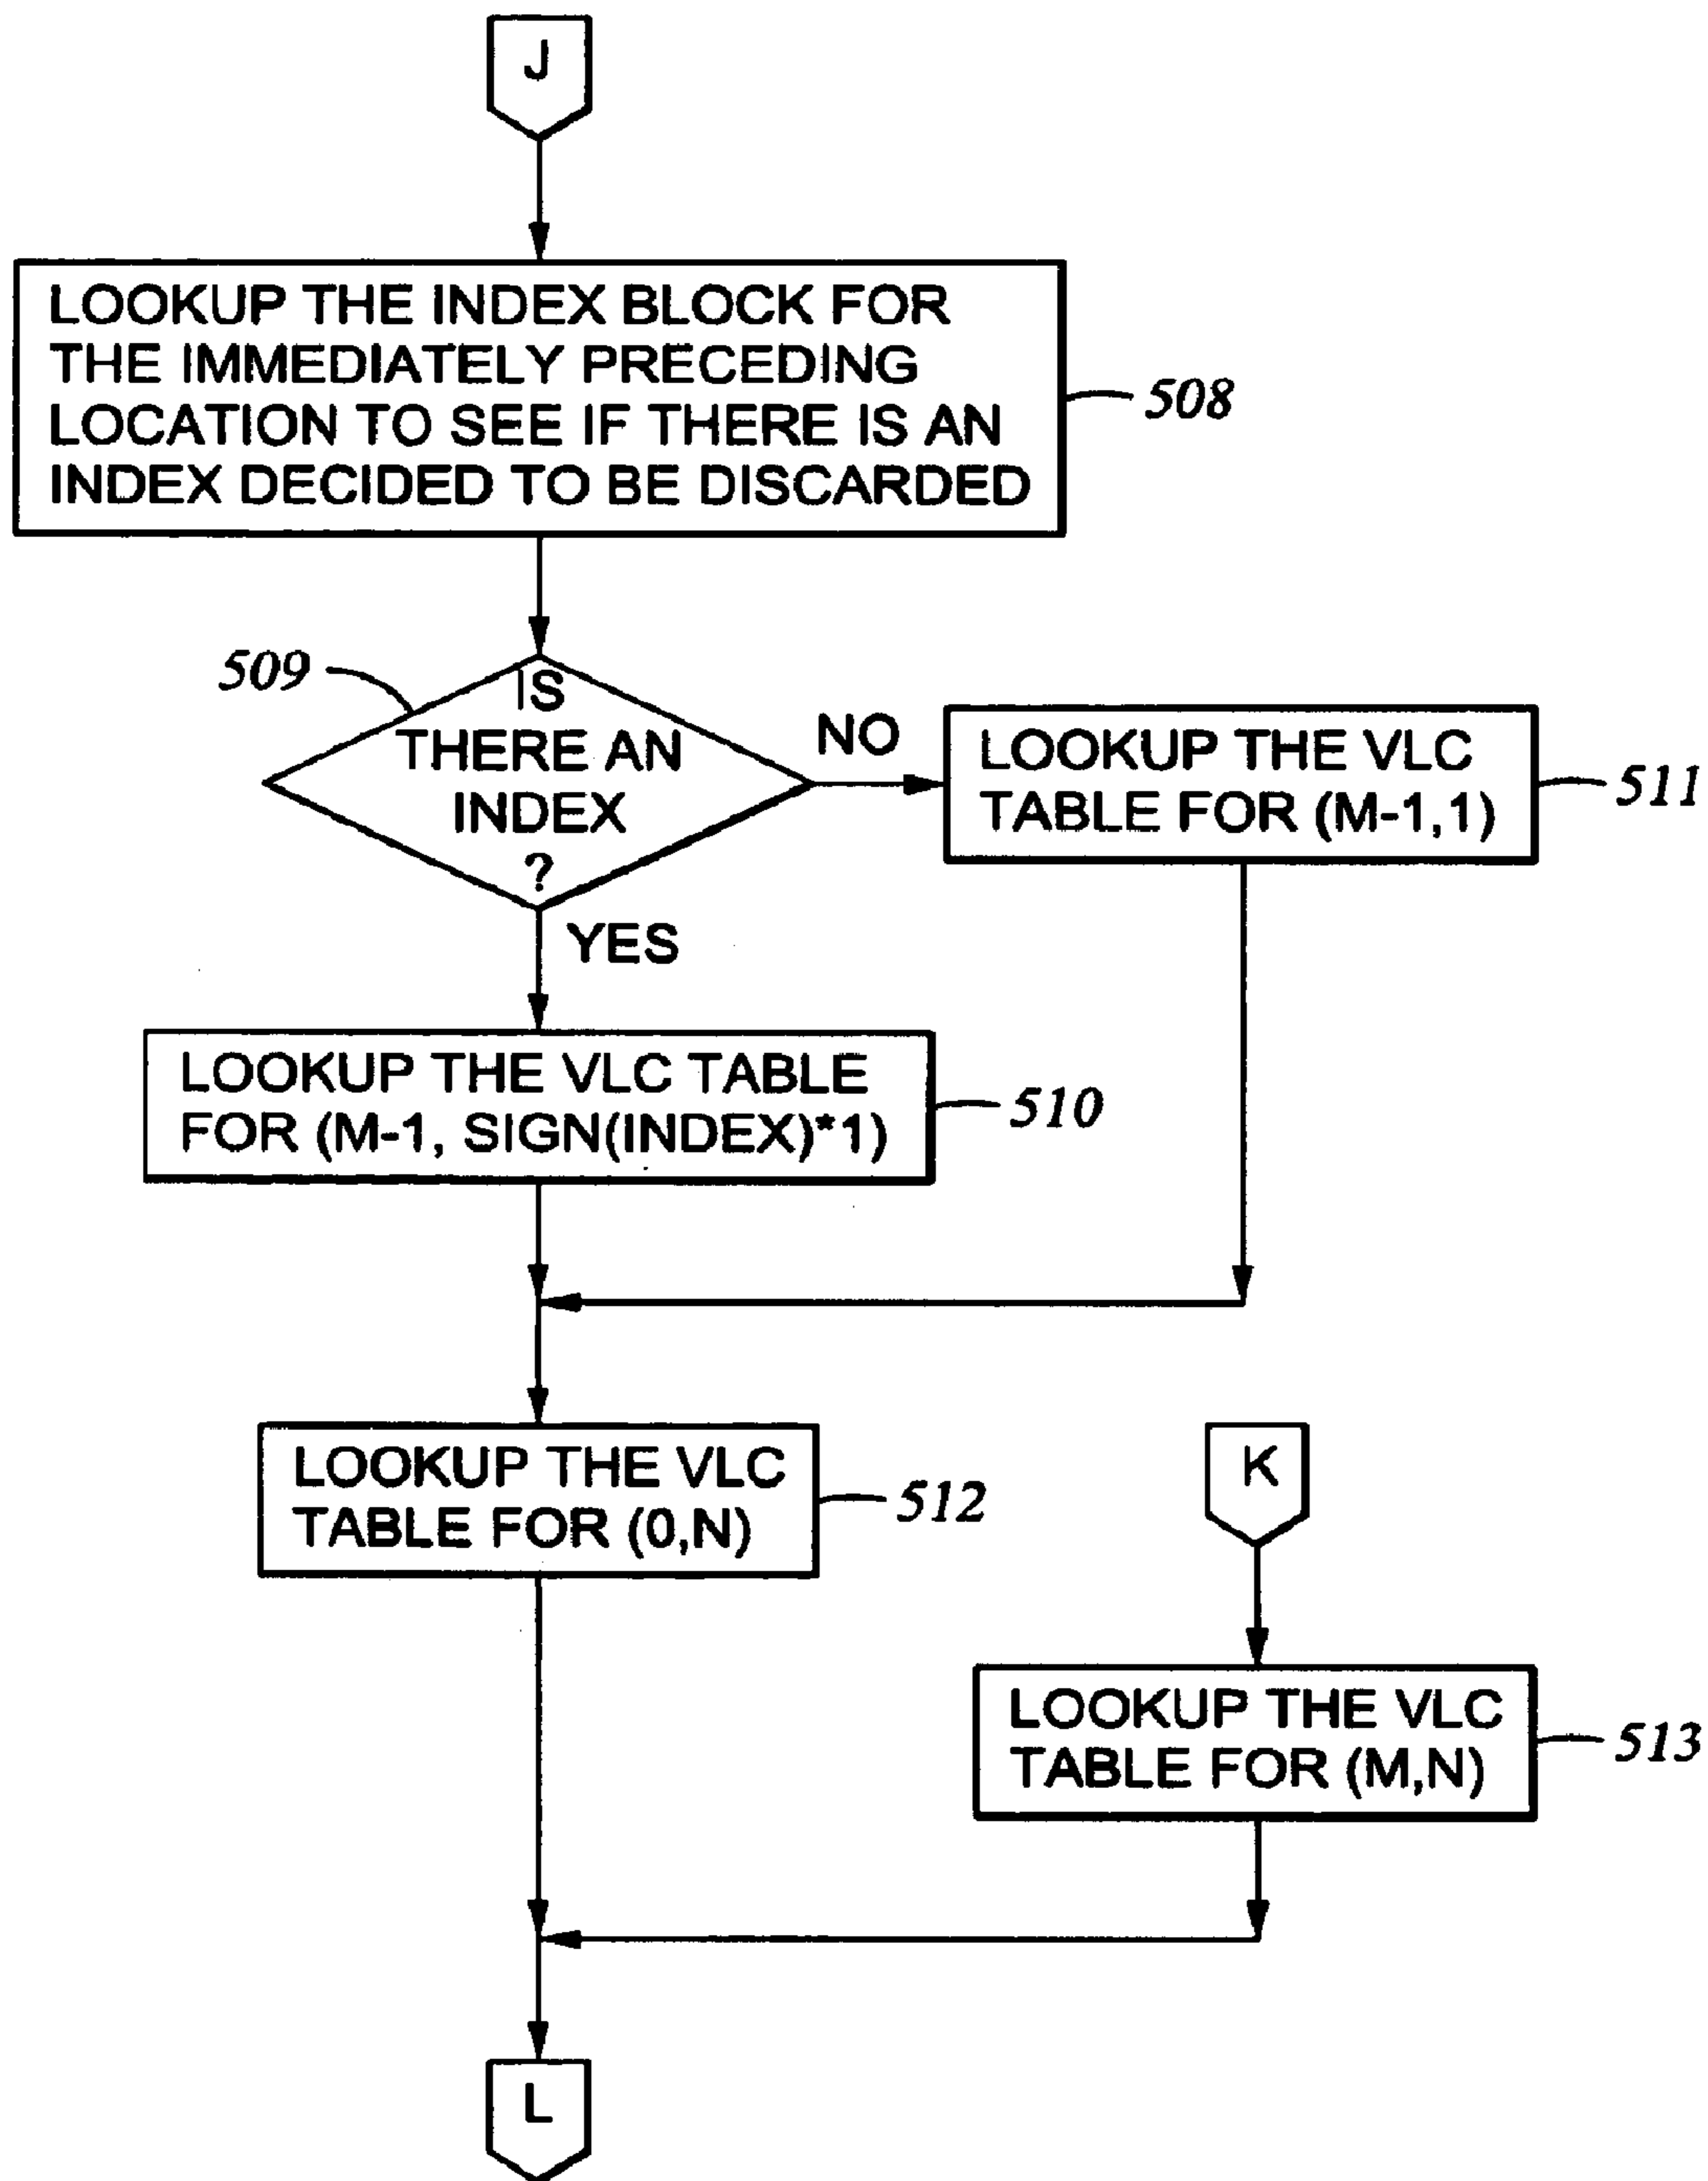 J
LOOKUP THE INDEX BLOCK FOR
THE IMMEDIATELY PRECEDING
LOCATION TO SEE IF THERE IS AN
INDEX DECIDED TO BE DISCARDED
508
509
IS
THERE AN
INDEX
?
NO
LOOKUP THE VLC
TABLE FOR (M-1,1)
511
YES
LOOKUP THE VLC TABLE
FOR (M-1, SIGN(INDEX)*1)
510
LOOKUP THE VLC
TABLE FOR (0,N)
512
K
LOOKUP THE VLC
TABLE FOR (M,N)
513
L